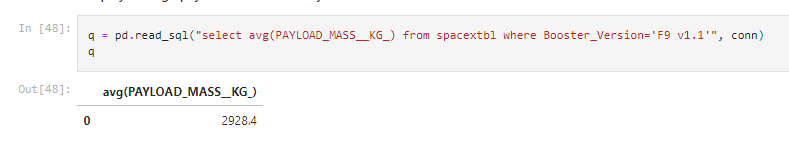 In [48]:
q = pd.read_sql("select avg(PAYLOAD_MASS__KG_) from spacextbl where Booster_Version='F9 v1.1'", conn)
q
Out[48]:
avg(PAYLOAD_MASS__KG_)
0 2928.4